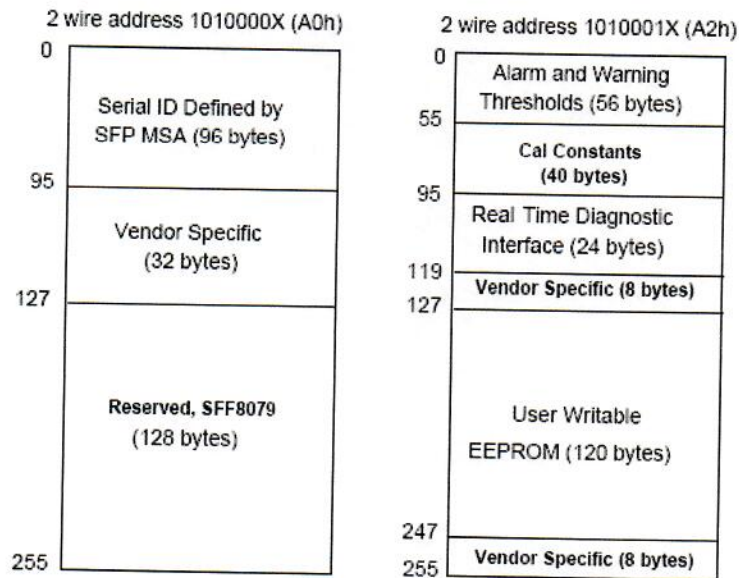 2 wire address 1010000X (A0h)
0
Serial ID Defined by
SFP MSA (96 bytes)
95
Vendor Specific
(32 bytes)
127
Reserved, SFF8079
(128 bytes)
255
2 wire address 1010001X (A2h)
0
Alarm and Warning
Thresholds (56 bytes)
55
Cal Constants
(40 bytes)
95
Real Time Diagnostic
Interface (24 bytes)
119
Vendor Specific (8 bytes)
127
User Writable
EEPROM (120 bytes)
247
Vendor Specific (8 bytes)
255